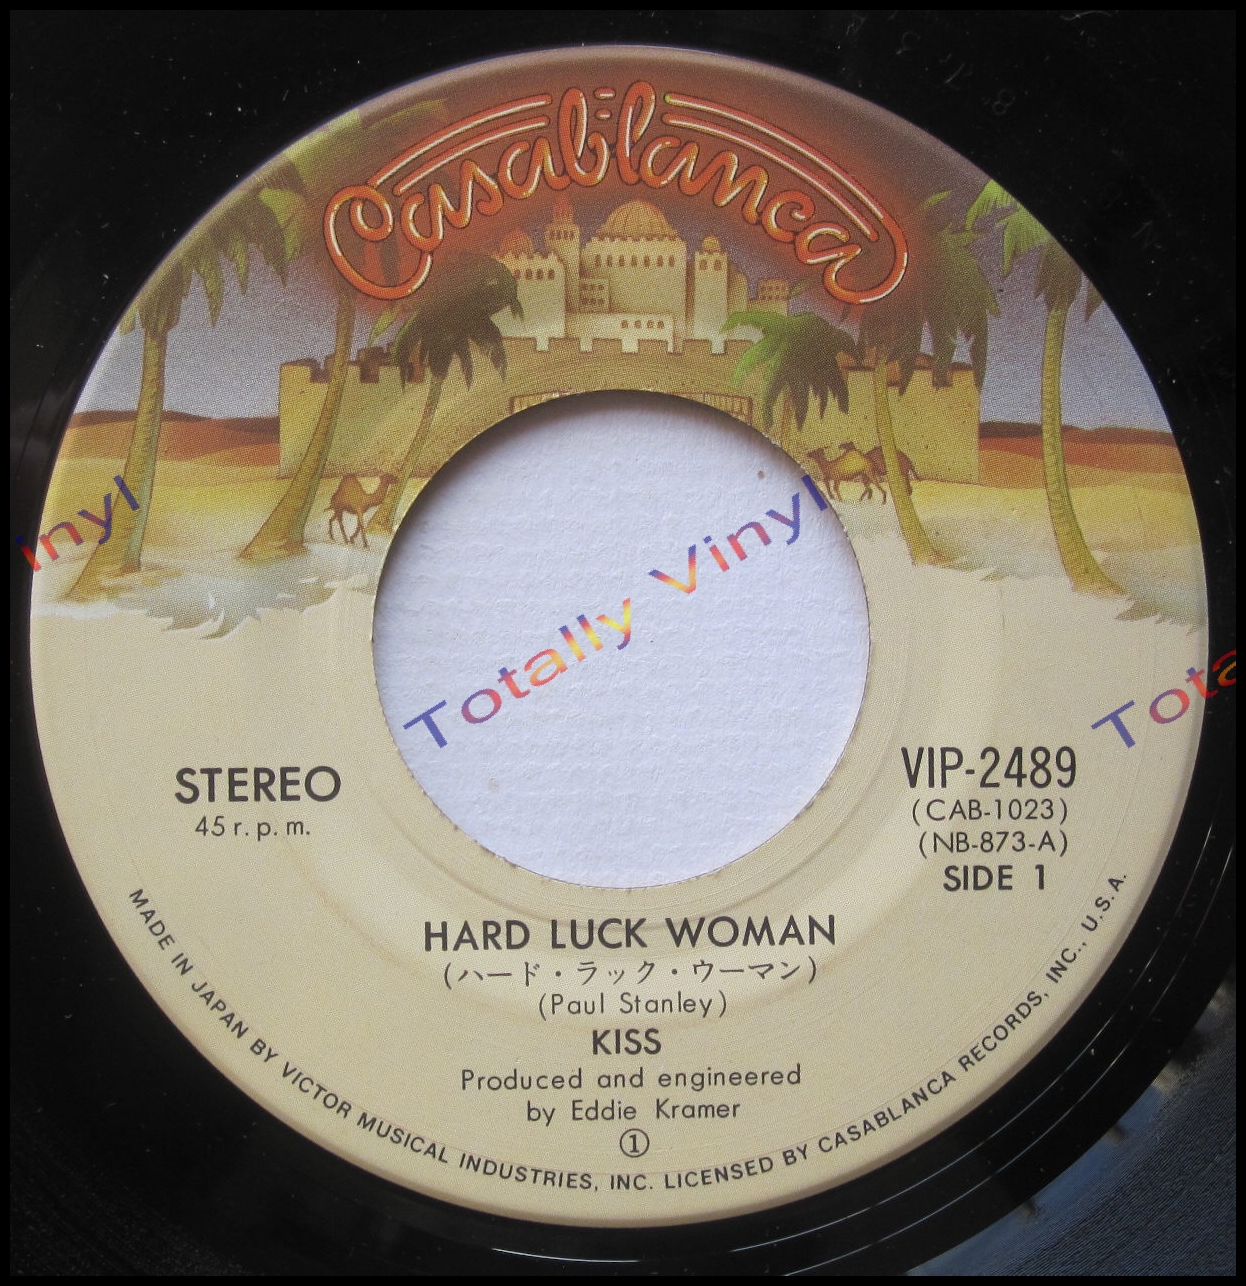 Casablanca
STEREO
45 r.p.m.
VIP-2489
(CAB-1023)
(NB-873-A)
SIDE 1
HARD LUCK WOMAN
(ハード・ラック・ウーマン)
(Paul Stanley)
KISS
Produced and engineered
by Eddie Kramer
①
MADE IN JAPAN BY VICTOR MUSICAL INDUSTRIES, INC. LICENSED BY CASABLANCA RECORDS, INC., U.S.A.
inyl
Totally Vinyl
Tota